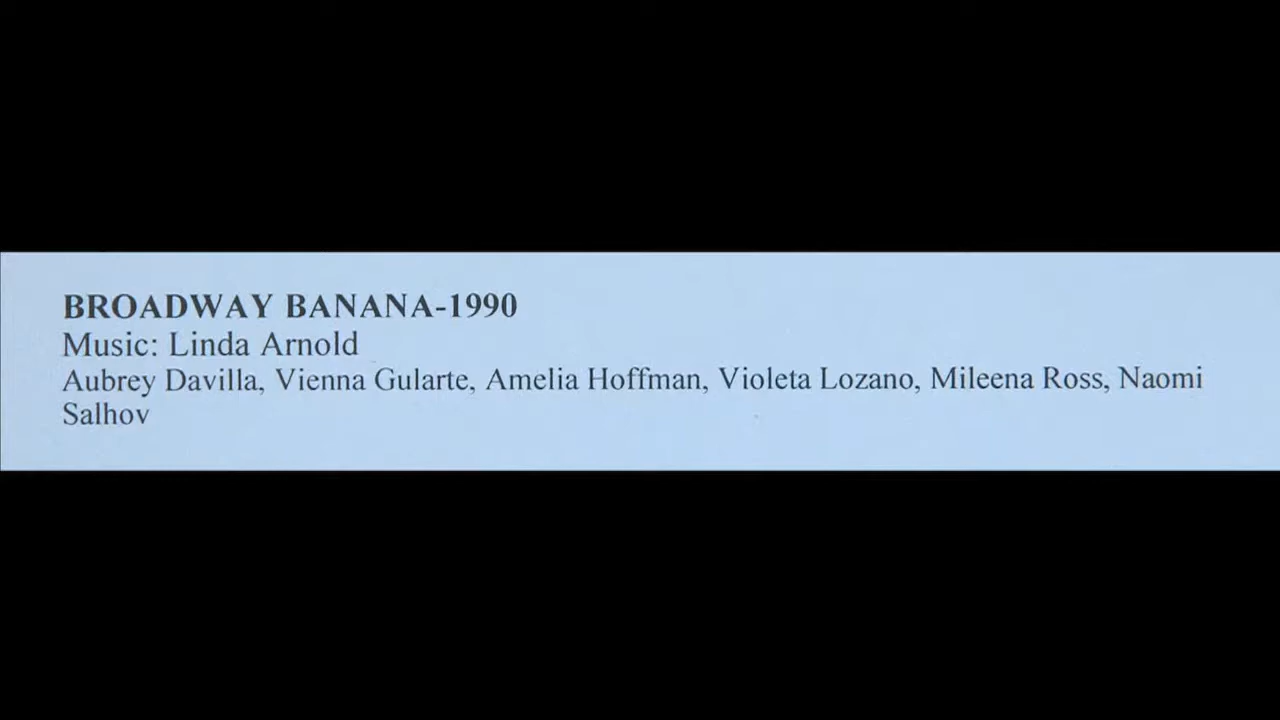 BROADWAY BANANA-1990
Music: Linda Arnold
Aubrey Davilla, Vienna Gularte, Amelia Hoffman, Violeta Lozano, Mileena Ross, Naomi
Salhov